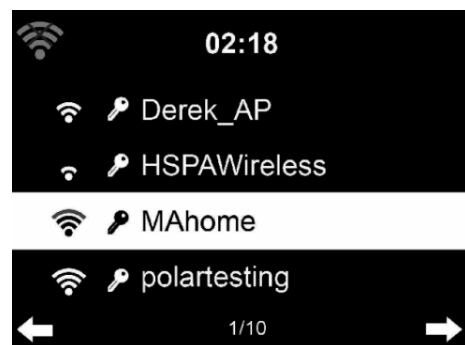 02:18
Derek_AP
HSPAWireless
MAhome
polartesting
1/10